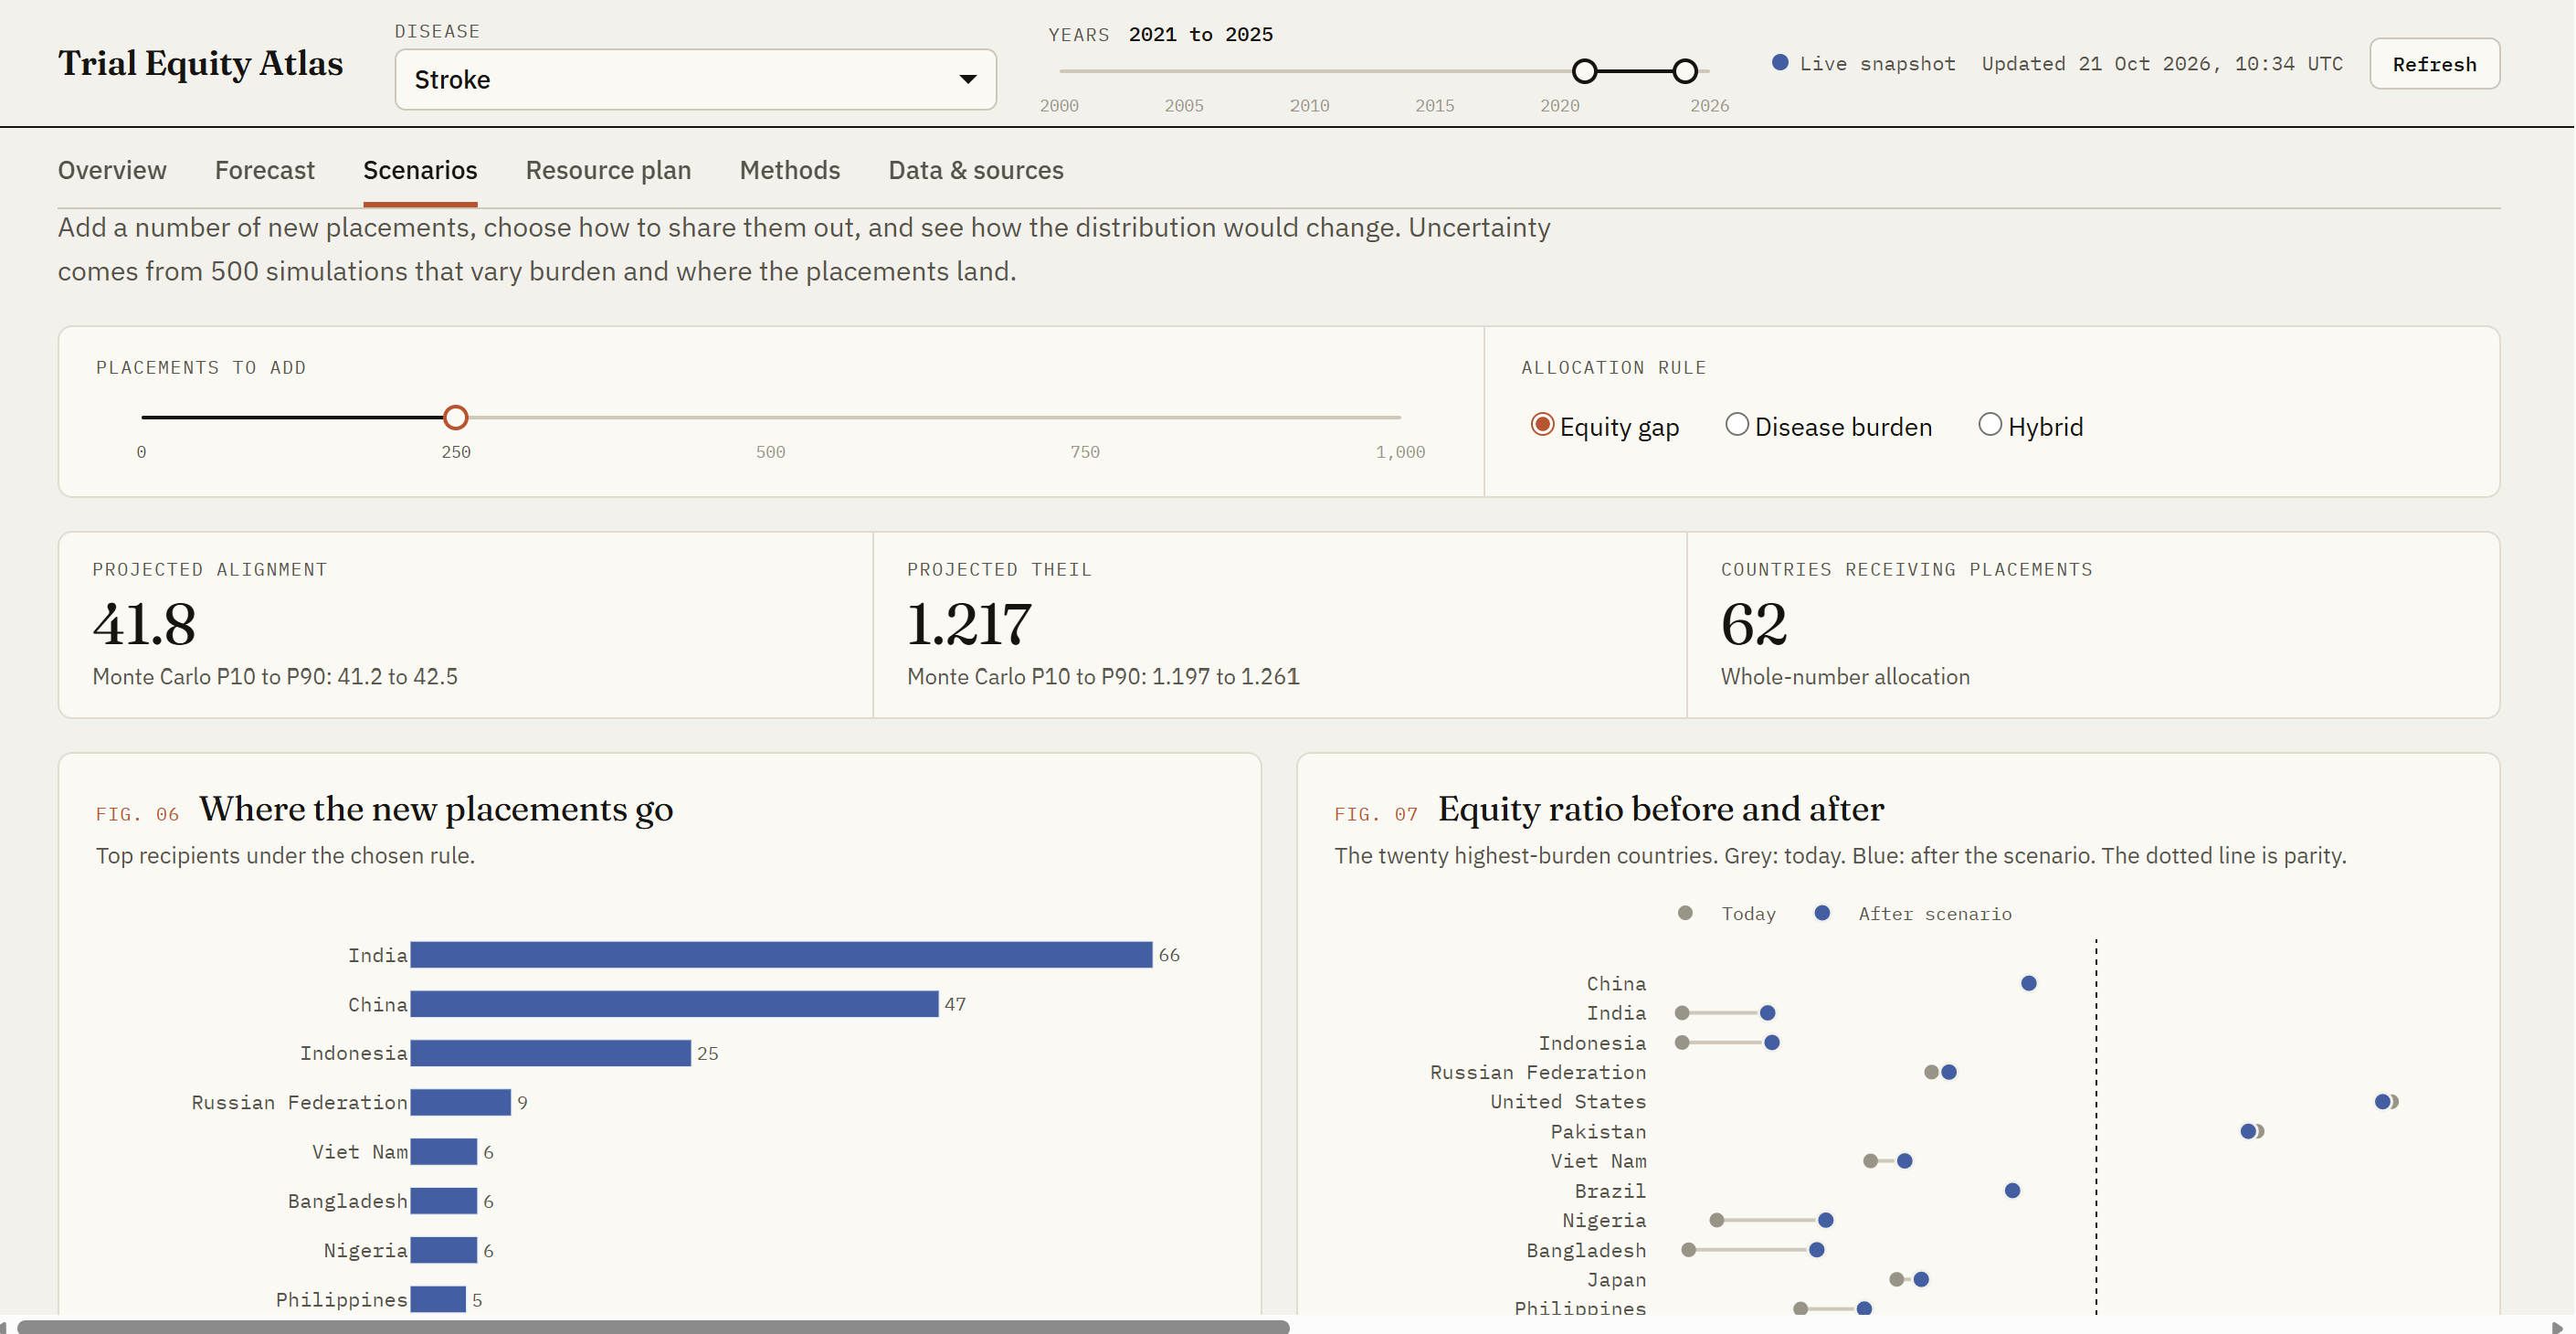 Trial Equity Atlas
DISEASE
Stroke
YEARS 2021 to 2025
2000 2005 2010 2015 2020 2026
Live snapshot Updated 21 Oct 2026, 10:34 UTC
Refresh
Overview Forecast Scenarios Resource plan Methods Data & sources
Add a number of new placements, choose how to share them out, and see how the distribution would change. Uncertainty
comes from 500 simulations that vary burden and where the placements land.
PLACEMENTS TO ADD
0 250 500 750 1,000
ALLOCATION RULE
Equity gap Disease burden Hybrid
PROJECTED ALIGNMENT
41.8
Monte Carlo P10 to P90: 41.2 to 42.5
PROJECTED THEIL
1.217
Monte Carlo P10 to P90: 1.197 to 1.261
COUNTRIES RECEIVING PLACEMENTS
62
Whole-number allocation
FIG. 06 Where the new placements go
Top recipients under the chosen rule.
India 66
China 47
Indonesia 25
Russian Federation 9
Viet Nam 6
Bangladesh 6
Nigeria 6
Philippines 5
FIG. 07 Equity ratio before and after
The twenty highest-burden countries. Grey: today. Blue: after the scenario. The dotted line is parity.
Today After scenario
China
India
Indonesia
Russian Federation
United States
Pakistan
Viet Nam
Brazil
Nigeria
Bangladesh
Japan
Philippines